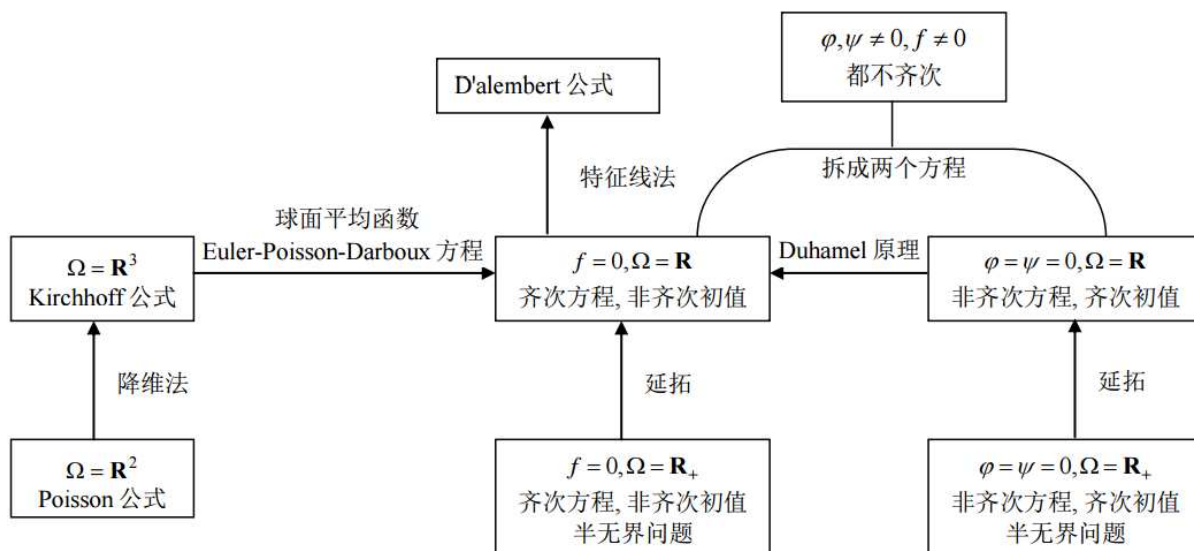 φ,ψ ≠ 0, f ≠ 0
都不齐次
D'alembert 公式
拆成两个方程
特征线法
球面平均函数
Euler-Poisson-Darboux 方程
Ω = R³
Kirchhoff 公式
f = 0, Ω = R
齐次方程, 非齐次初值
Duhamel 原理
φ = ψ = 0, Ω = R
非齐次方程, 齐次初值
降维法
延拓
延拓
Ω = R²
Poisson 公式
f = 0, Ω = R₊
齐次方程, 非齐次初值
半无界问题
φ = ψ = 0, Ω = R₊
非齐次方程, 齐次初值
半无界问题